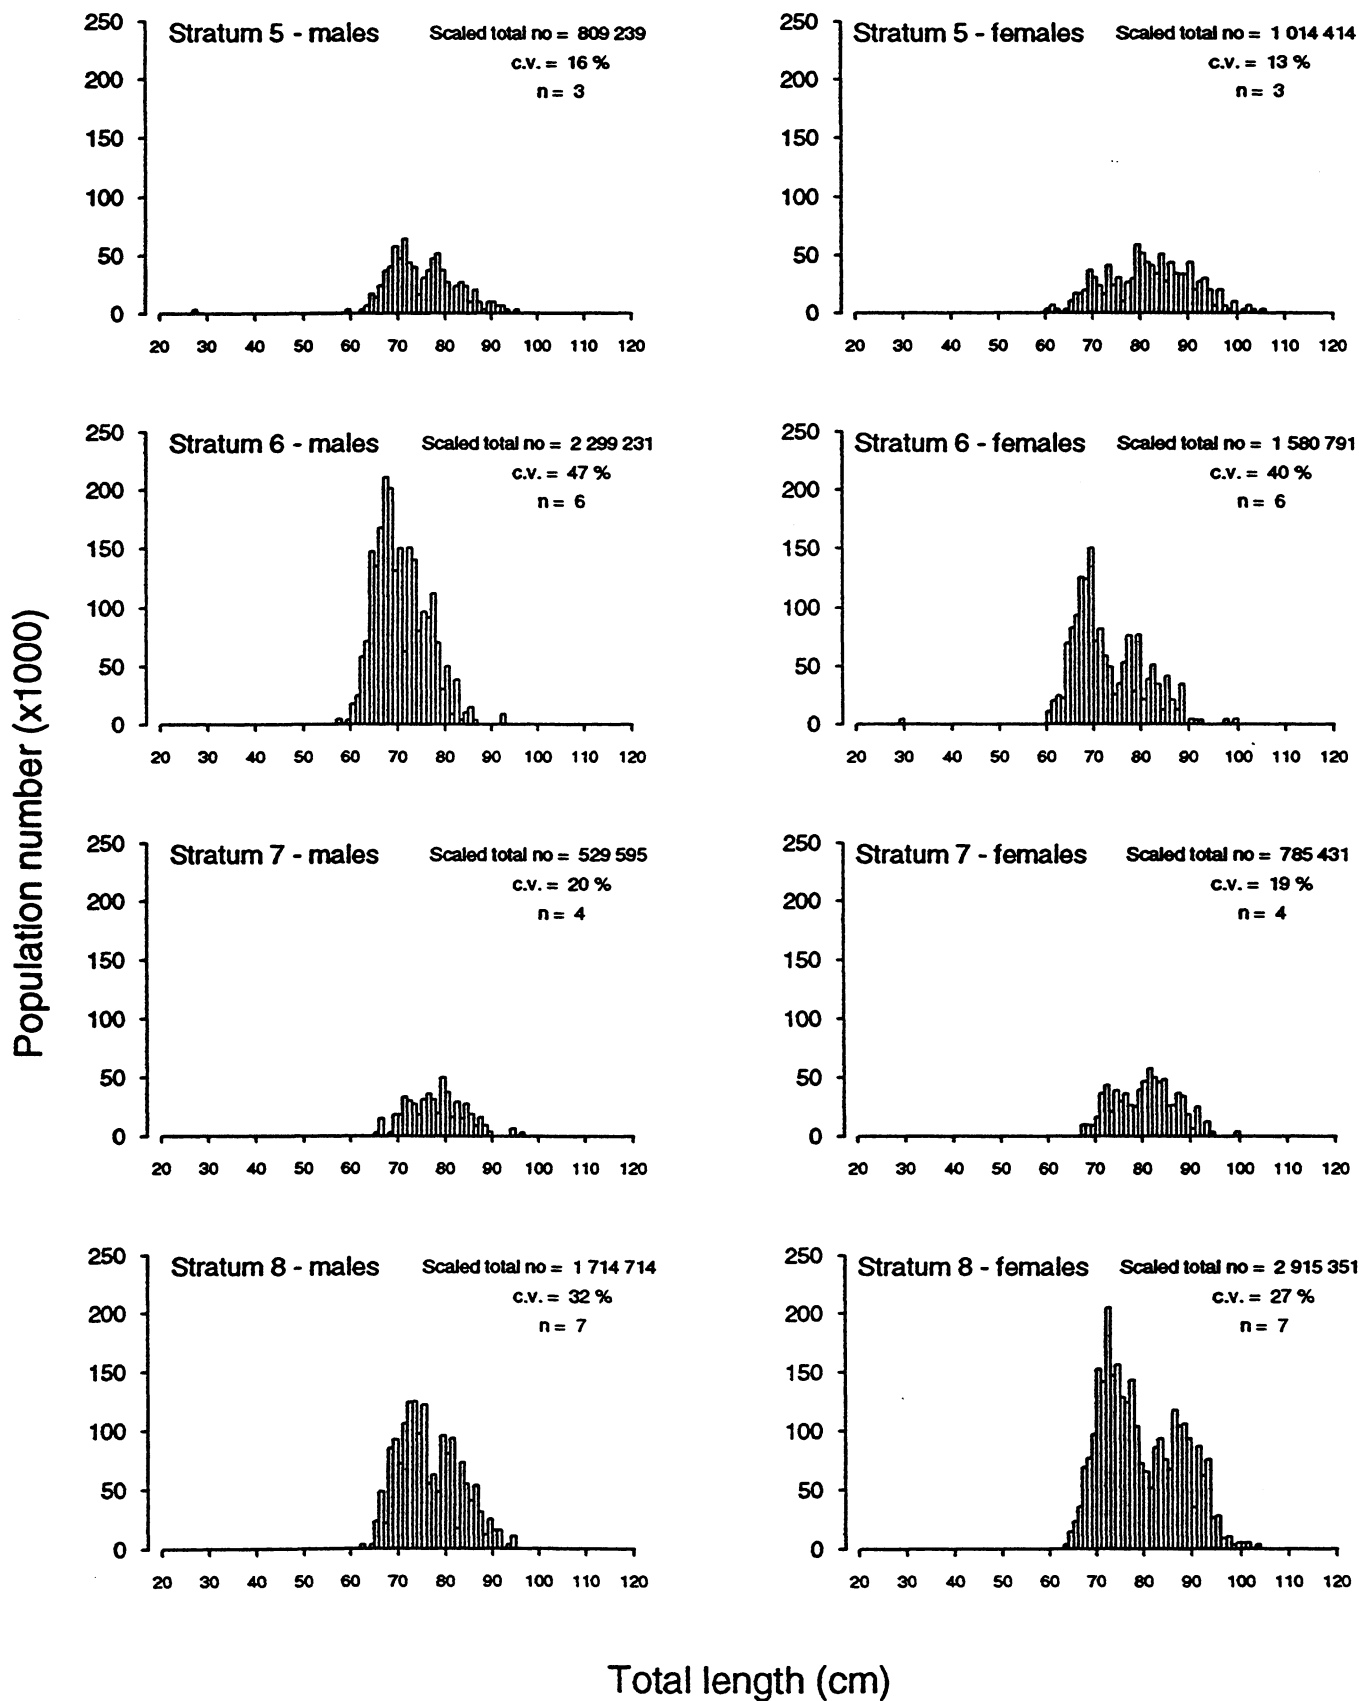 Population number (x1000)
Stratum 5 - males
Scaled total no = 809 239
c.v. = 16 %
n = 3
250
200
150
100
50
0
20 30 40 50 60 70 80 90 100 110 120
Stratum 5 - females
Scaled total no = 1 014 414
c.v. = 13 %
n = 3
250
200
150
100
50
0
20 30 40 50 60 70 80 90 100 110 120
Stratum 6 - males
Scaled total no = 2 299 231
c.v. = 47 %
n = 6
250
200
150
100
50
0
20 30 40 50 60 70 80 90 100 110 120
Stratum 6 - females
Scaled total no = 1 580 791
c.v. = 40 %
n = 6
250
200
150
100
50
0
20 30 40 50 60 70 80 90 100 110 120
Stratum 7 - males
Scaled total no = 529 595
c.v. = 20 %
n = 4
250
200
150
100
50
0
20 30 40 50 60 70 80 90 100 110 120
Stratum 7 - females
Scaled total no = 785 431
c.v. = 19 %
n = 4
250
200
150
100
50
0
20 30 40 50 60 70 80 90 100 110 120
Stratum 8 - males
Scaled total no = 1 714 714
c.v. = 32 %
n = 7
250
200
150
100
50
0
20 30 40 50 60 70 80 90 100 110 120
Stratum 8 - females
Scaled total no = 2 915 351
c.v. = 27 %
n = 7
250
200
150
100
50
0
20 30 40 50 60 70 80 90 100 110 120
Total length (cm)